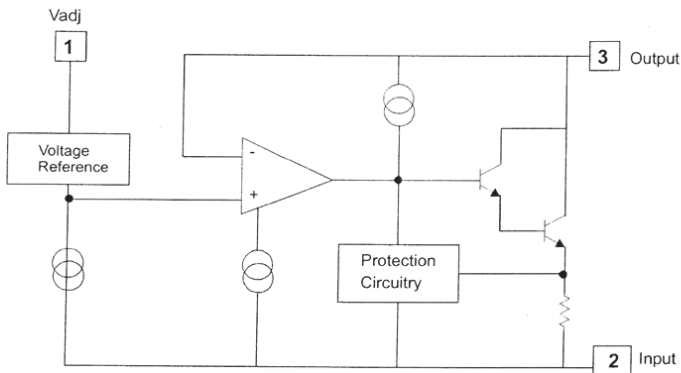 Vadj
1
3 Output
Voltage
Reference
-
+
Protection
Circuitry
2 Input